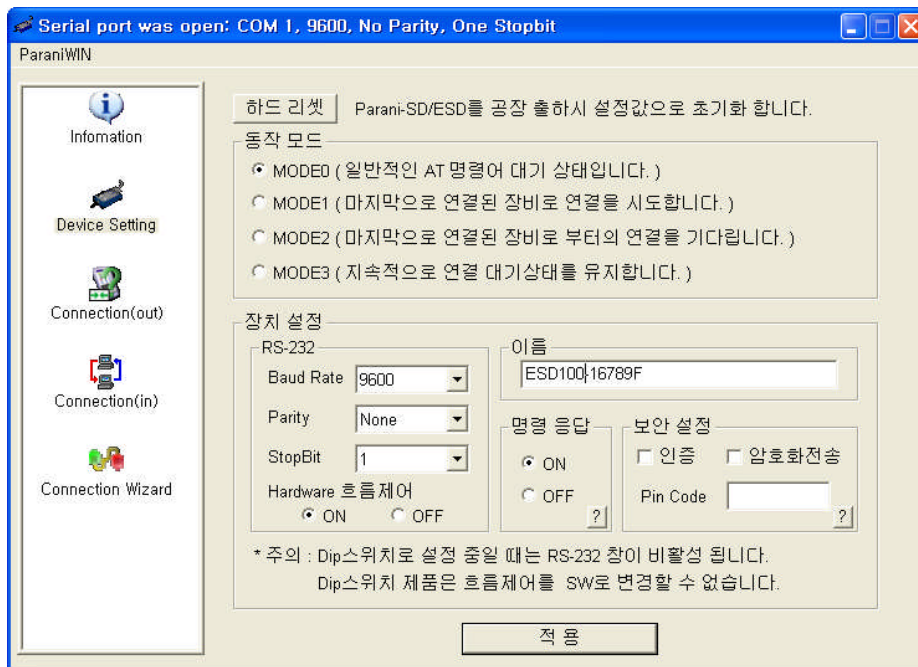 Serial port was open: COM 1, 9600, No Parity, One Stopbit
ParaniWIN
Infomation
Device Setting
Connection(out)
Connection(in)
Connection Wizard
하드 리셋 Parani-SD/ESD를 공장 출하시 설정값으로 초기화 합니다.
동작 모드
MODE0 ( 일반적인 AT 명령어 대기 상태입니다. )
MODE1 ( 마지막으로 연결된 장비로 연결을 시도합니다. )
MODE2 ( 마지막으로 연결된 장비로 부터의 연결을 기다립니다. )
MODE3 ( 지속적으로 연결 대기상태를 유지합니다. )
장치 설정
RS-232
Baud Rate 9600
Parity None
StopBit 1
Hardware 흐름제어
ON OFF
이름
ESD100-16789F
명령 응답
ON
OFF
?
보안 설정
인증 암호화전송
Pin Code
?
* 주의 : Dip스위치로 설정 중일 때는 RS-232 창이 비활성 됩니다.
Dip스위치 제품은 흐름제어를 SW로 변경할 수 없습니다.
적 용